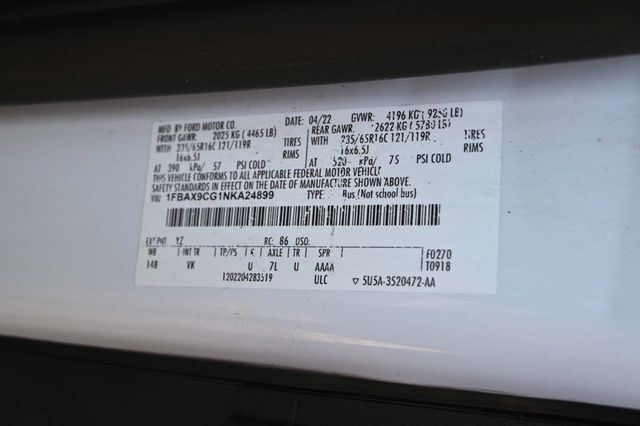 MFD. BY FORD MOTOR CO. DATE: 04/22 GVWR: 4196 KG ( 9250 LB)
FRONT GAWR: 2025 KG ( 4465 LB) REAR GAWR: 2622 KG ( 5780 LB)
WITH 235/65R16C 121/119R TIRES WITH 235/65R16C 121/119R TIRES
16x6.5J RIMS 16x6.5J RIMS
AT 390 kPa/ 57 PSI COLD AT 520 kPa/ 75 PSI COLD
THIS VEHICLE CONFORMS TO ALL APPLICABLE FEDERAL MOTOR VEHICLE
SAFETY STANDARDS IN EFFECT ON THE DATE OF MANUFACTURE SHOWN ABOVE.
VIN: 1FBAX9CG1NKA24899 TYPE: Bus (Not school bus)
EXT PNT: YZ RC: 86 DSO:
WB INT TR TP/PS R AXLE TR SPR F0270
148 VK U 7L U AAAA T0918
1202204283519 ULC ▽ 5U5A-3520472-AA